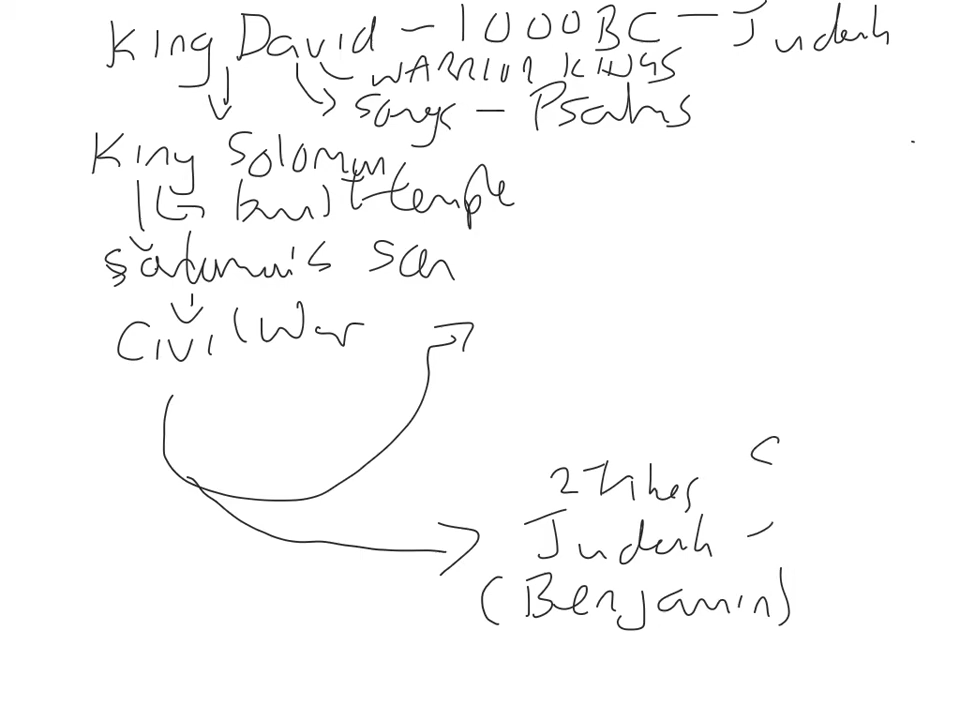 King David - 1000BC - Judah
WARRIOR KINGS
Songs - Psalms
King Solomon
built temple
Solomon's son
Civil War
2 tribes
Judah -
(Benjamin)